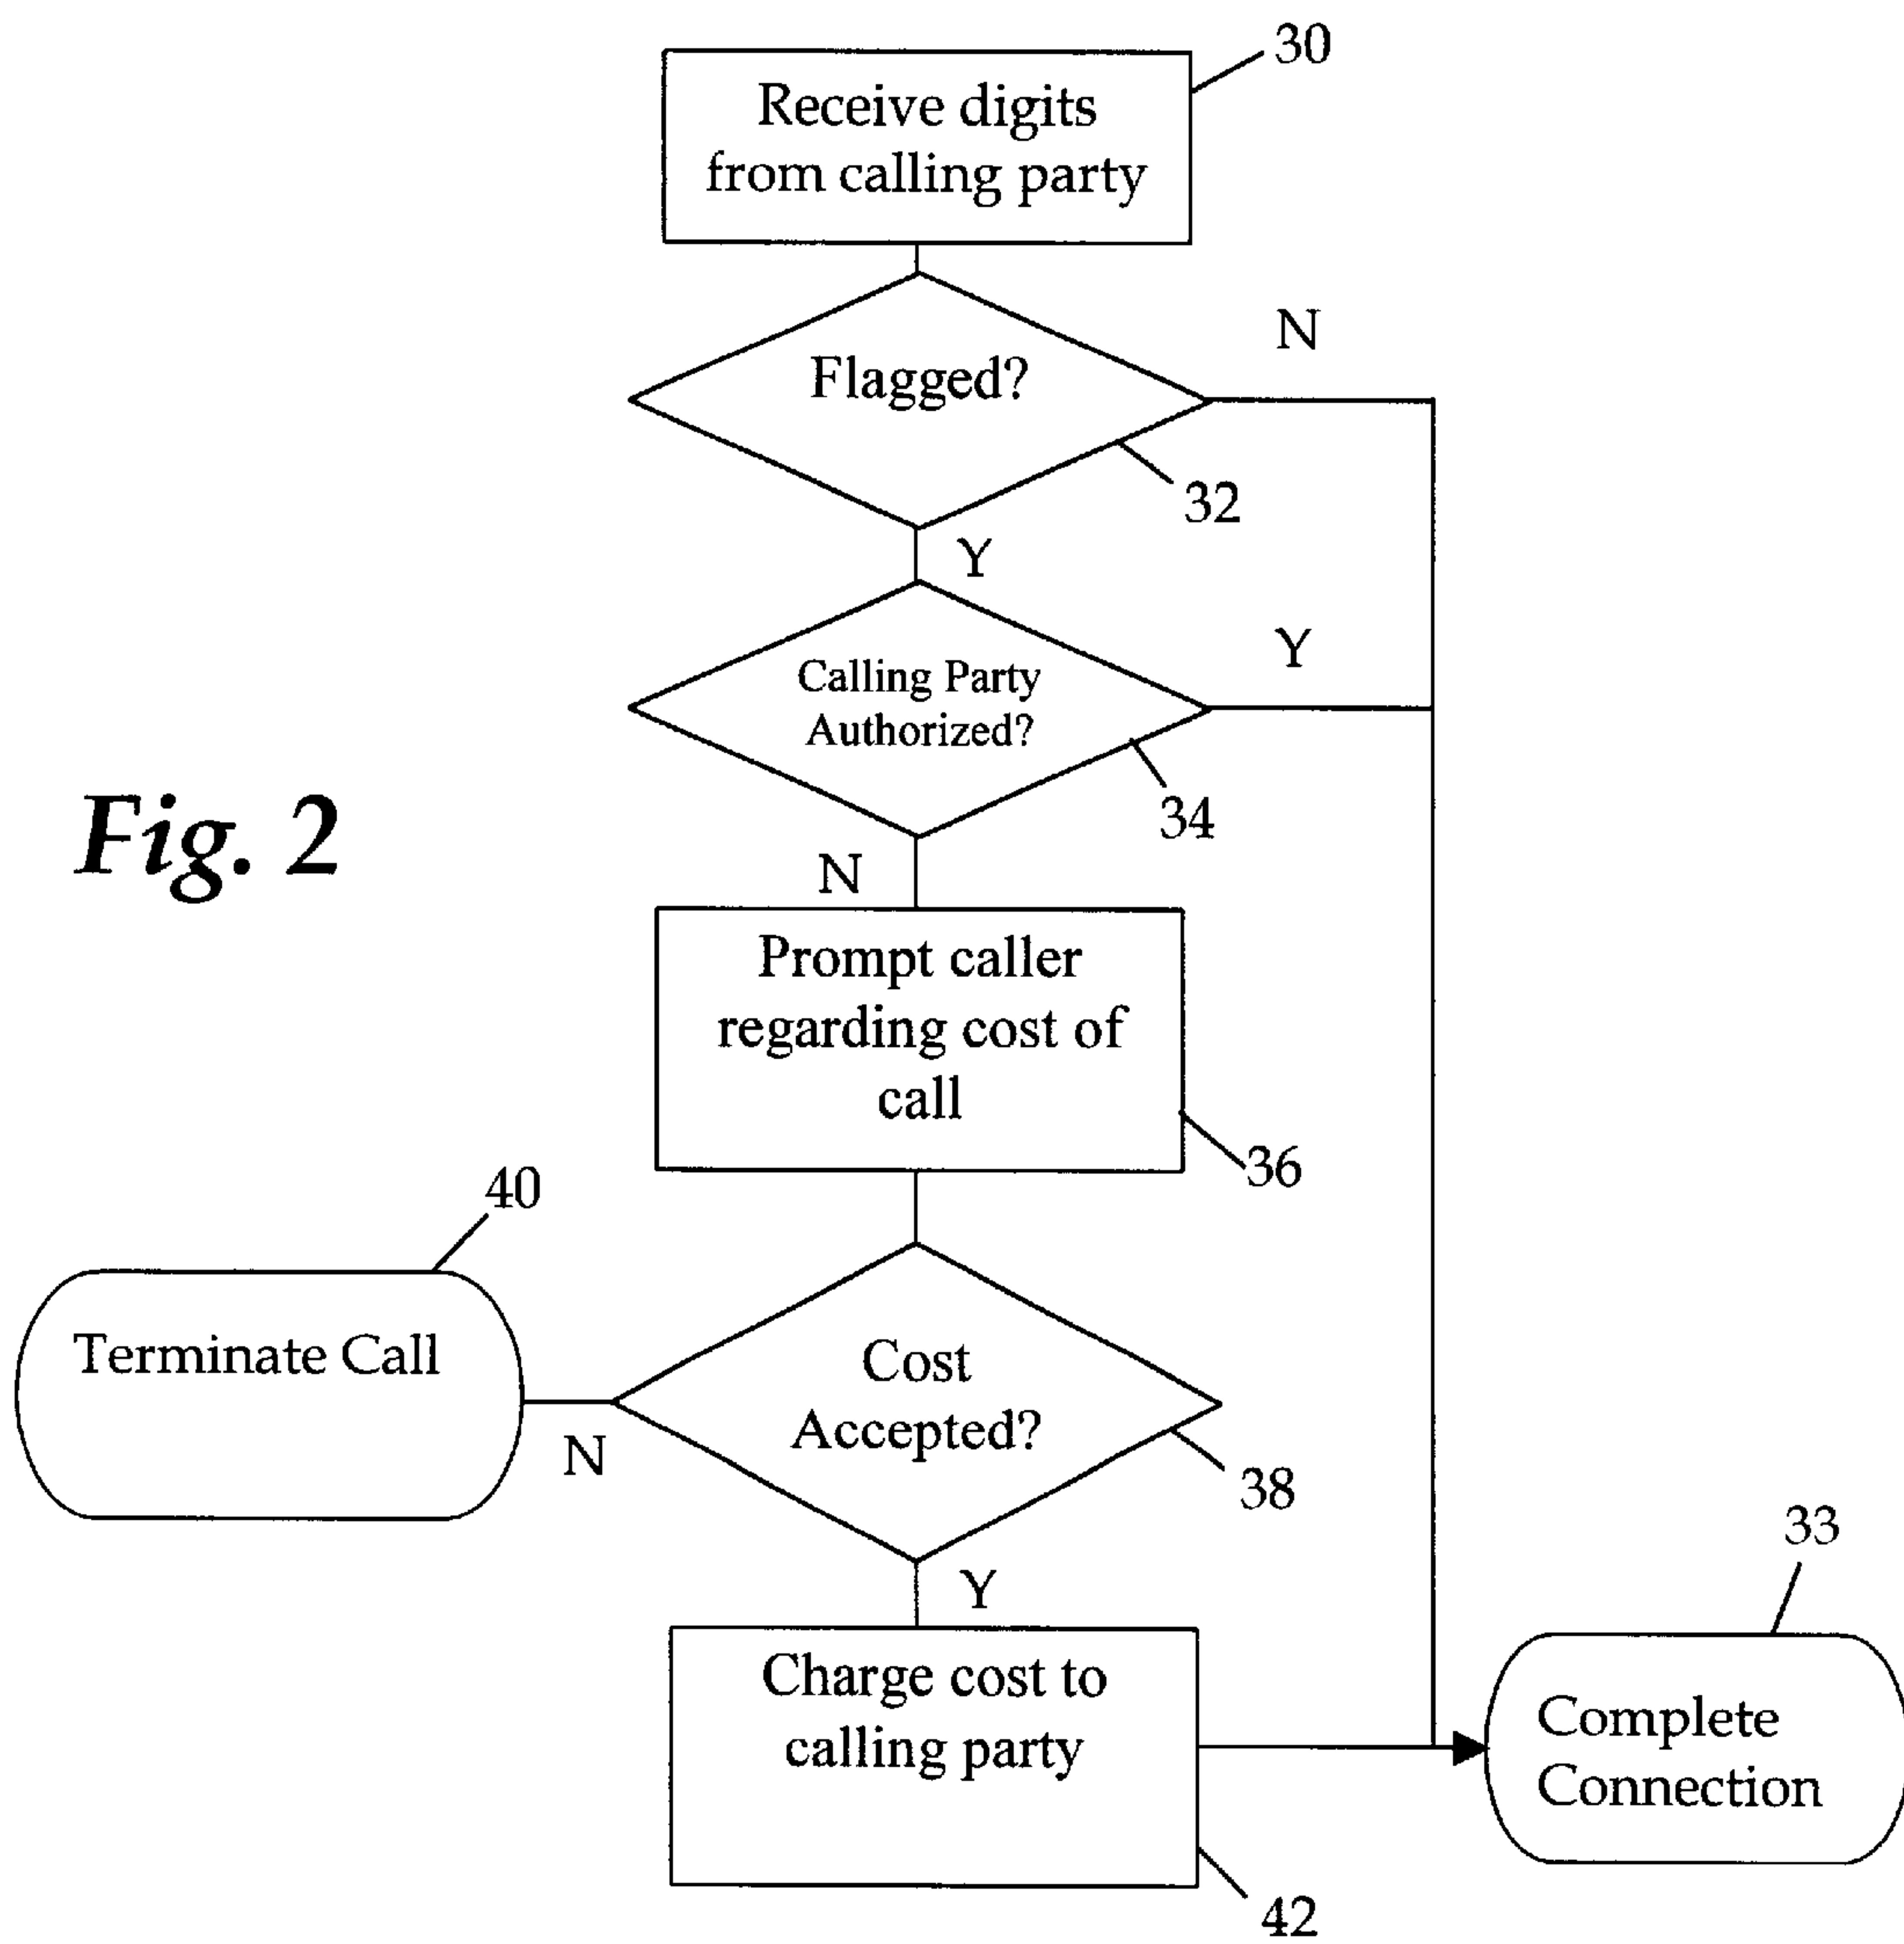 30
Receive digits
from calling party
N
Flagged?
32
Y
Y
Calling Party
Authorized?
34
Fig. 2
N
Prompt caller
regarding cost of
call
36
40
Terminate Call
Cost
Accepted?
N
38
33
Y
Charge cost to
calling party
Complete
Connection
42